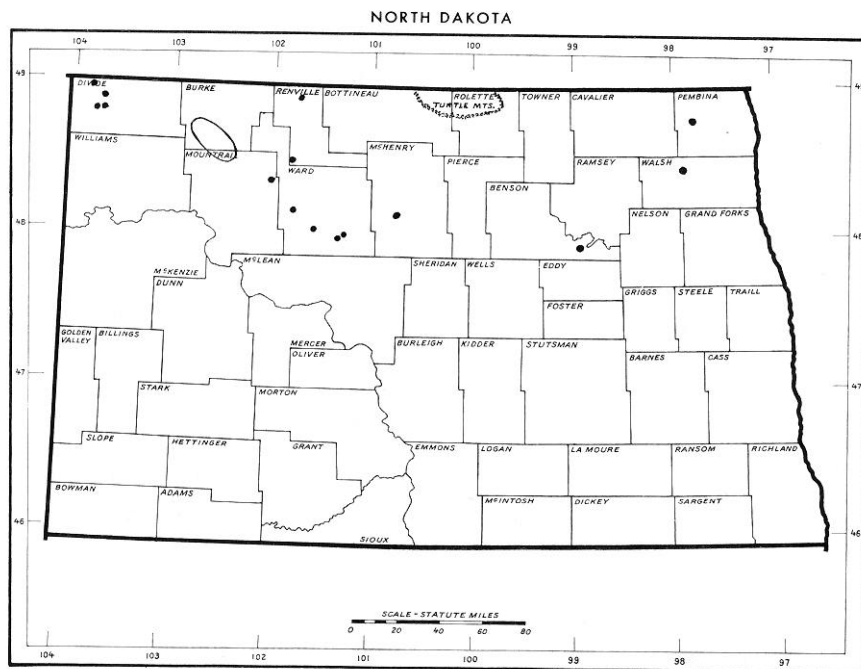 NORTH DAKOTA
104 103 102 101 100 99 98 97
49 DIVIDE BURKE RENVILLE BOTTINEAU ROLETTE TOWNER CAVALIER PEMBINA 49
TURTLE MTS.
WILLIAMS MOUNTRAIL WARD McHENRY PIERCE RAMSEY WALSH
BENSON
NELSON GRAND FORKS
48 48
McKENZIE McLEAN SHERIDAN WELLS EDDY
DUNN FOSTER GRIGGS STEELE TRAILL
GOLDEN VALLEY BILLINGS MERCER BURLEIGH KIDDER STUTSMAN BARNES CASS
OLIVER
47 47
STARK MORTON
SLOPE HETTINGER GRANT EMMONS LOGAN LA MOURE RANSOM RICHLAND
BOWMAN ADAMS McINTOSH DICKEY SARGENT
46 46
SIOUX
SCALE - STATUTE MILES
0 20 40 60 80
104 103 102 101 100 99 98 97